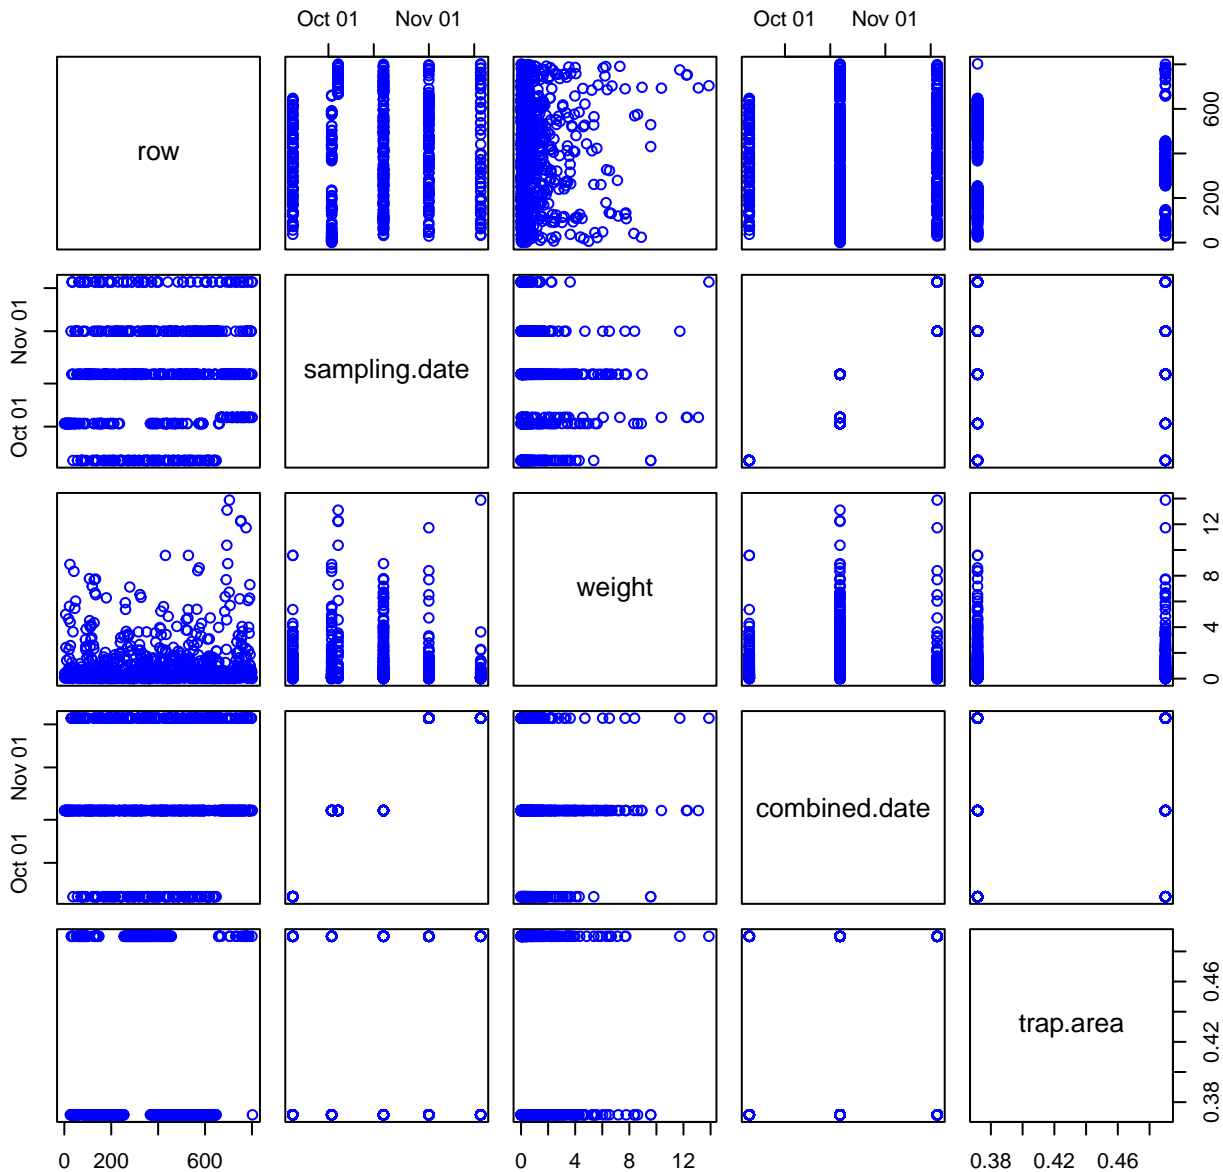 Oct 01 Nov 01 Oct 01 Nov 01
row
0 200 600
Oct 01 Nov 01
sampling.date
weight
0 4 8 12
Oct 01 Nov 01
combined.date
trap.area
0.38 0.42 0.46
0 200 600 0 4 8 12 0.38 0.42 0.46